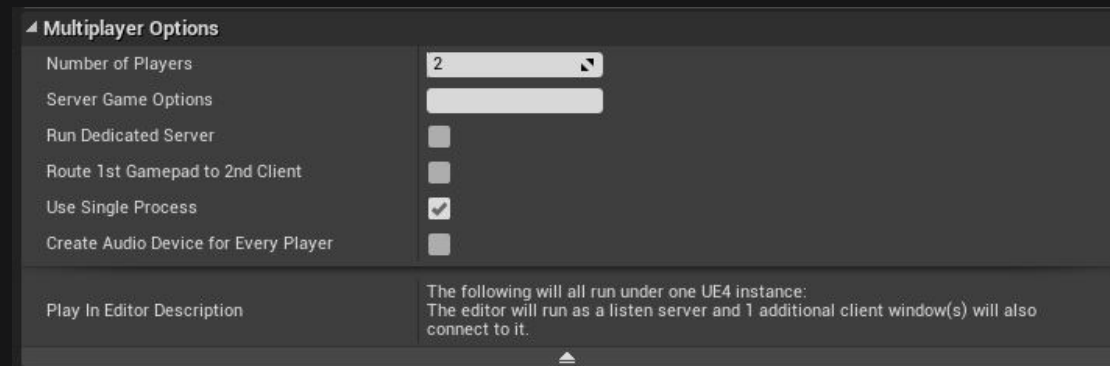 Multiplayer Options
Number of Players 2
Server Game Options
Run Dedicated Server
Route 1st Gamepad to 2nd Client
Use Single Process
Create Audio Device for Every Player
Play In Editor Description
The following will all run under one UE4 instance:
The editor will run as a listen server and 1 additional client window(s) will also
connect to it.